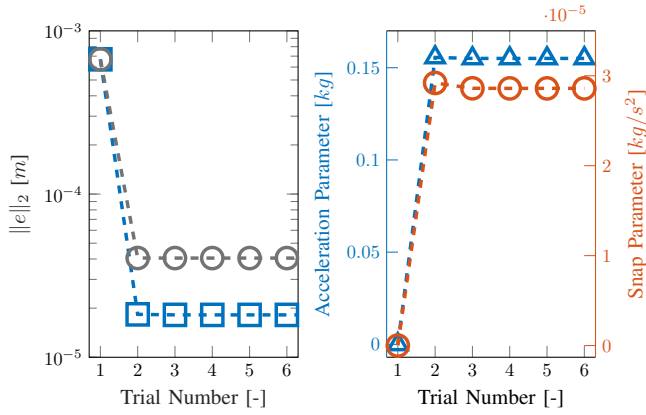 10⁻³
10⁻⁴
10⁻⁵
‖e‖₂ [m]
1 2 3 4 5 6
Trial Number [-]
·10⁻⁵
0.15
0.1
0.05
0
Acceleration Parameter [kg]
3
2
1
0
Snap Parameter [kg/s²]
1 2 3 4 5 6
Trial Number [-]